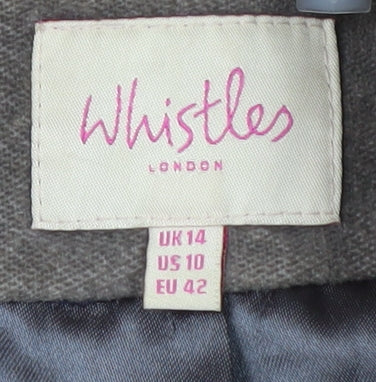 Whistles
LONDON
UK 14
US 10
EU 42